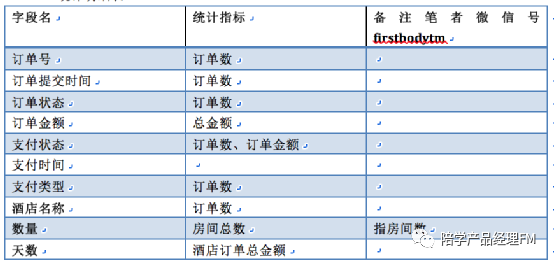 字段名 统计指标 备注笔者微信号
firstbodytm
订单号 订单数
订单提交时间 订单数
订单状态 订单数
订单金额 总金额
支付状态 订单数、订单金额
支付时间
支付类型 订单数
酒店名称 订单数
数量 房间总数 指房间数
天数 酒店订单总金额
陪学产品经理FM